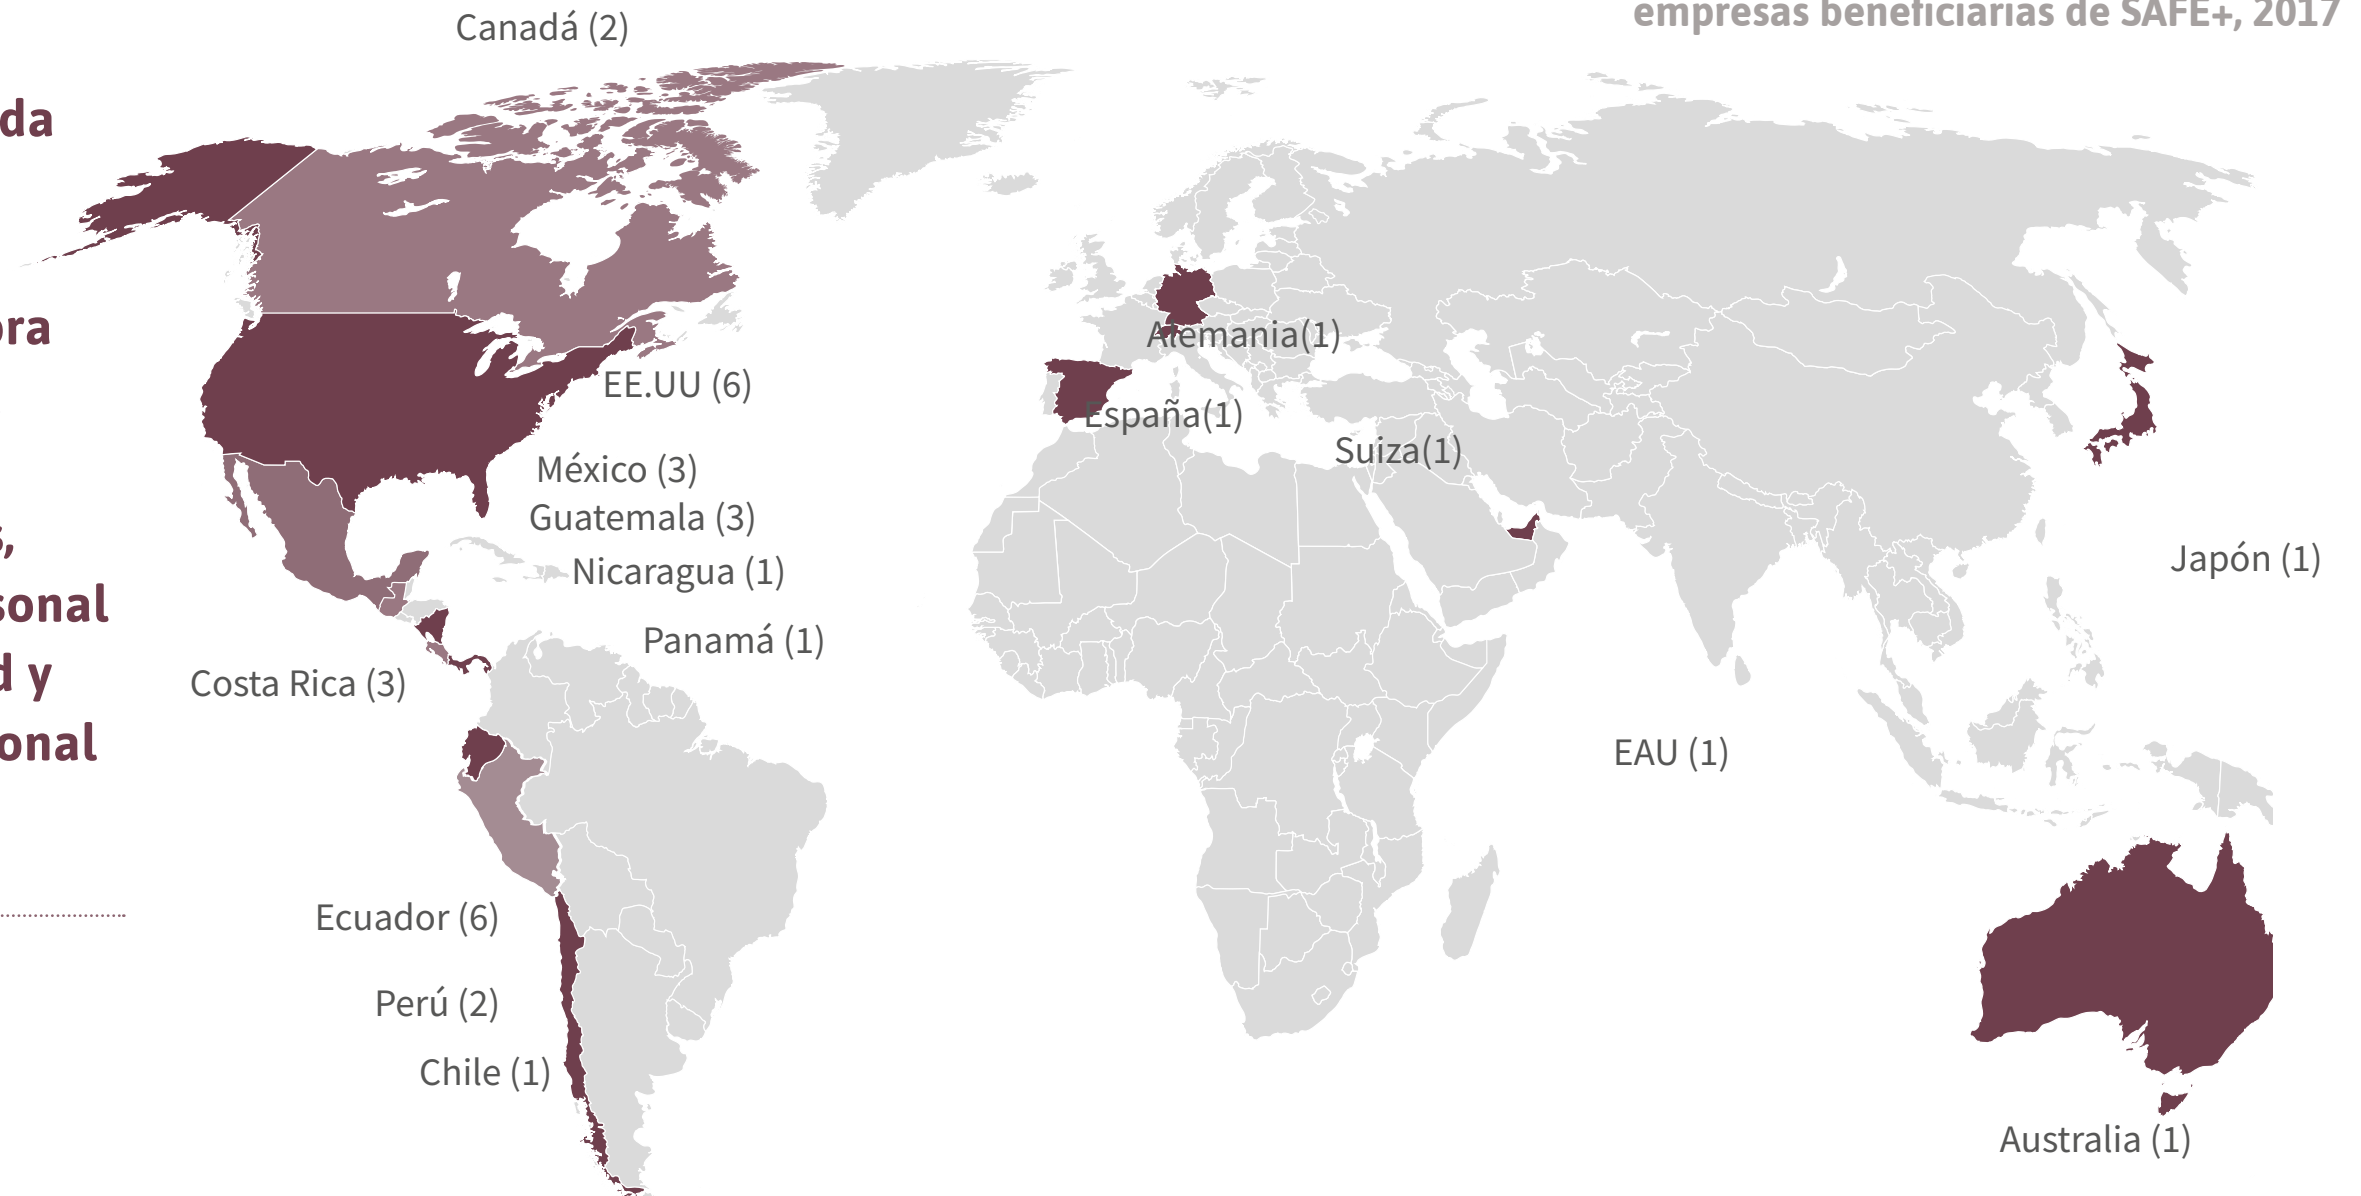 empresas beneficiarias de SAFE+, 2017
Canadá (2)
da
ora
s,
sonal
d y
onal
EE.UU (6)
México (3)
Guatemala (3)
Nicaragua (1)
Panamá (1)
Costa Rica (3)
Ecuador (6)
Perú (2)
Chile (1)
Alemania(1)
España(1)
Suiza(1)
EAU (1)
Japón (1)
Australia (1)